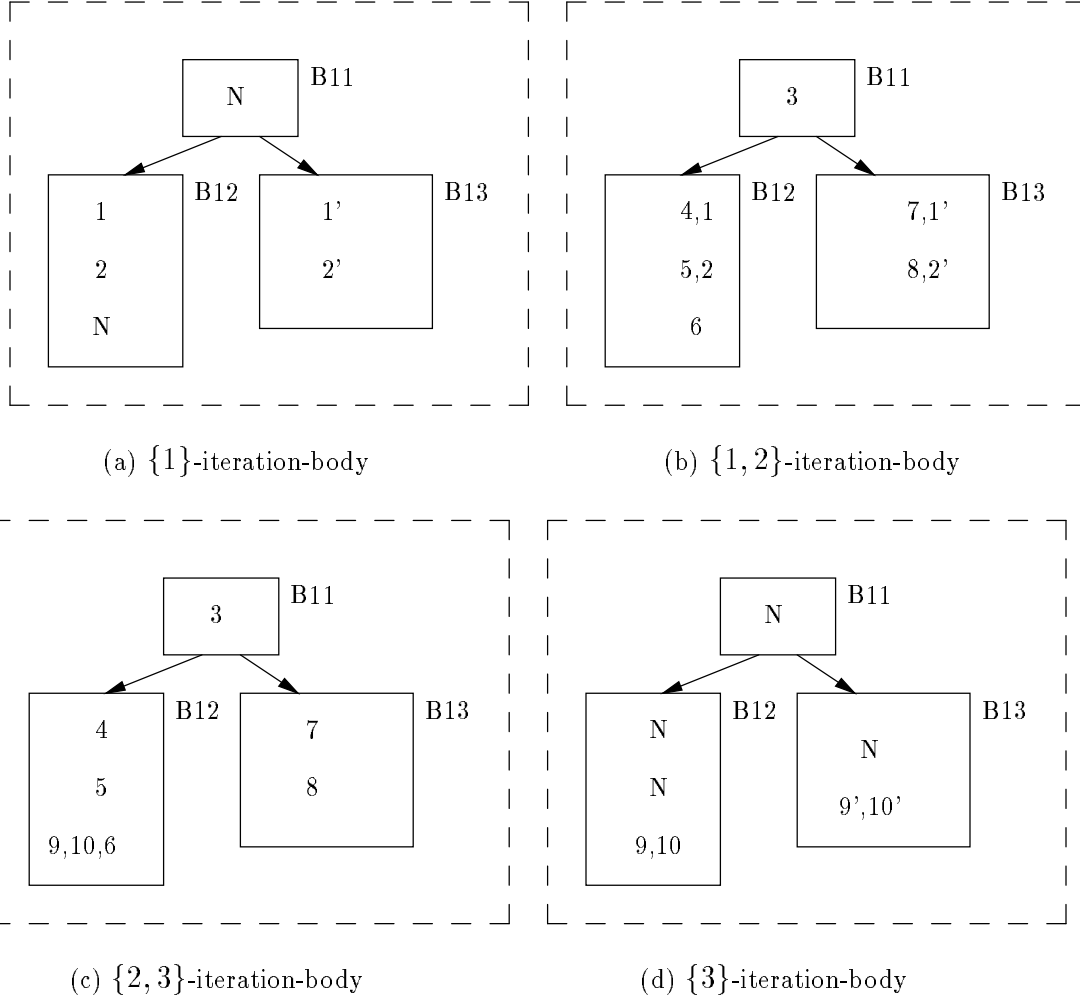 B11
N
B12
B13
1
1'
2
2'
N
(a) {1}-iteration-body
B11
3
B12
B13
4,1
7,1'
5,2
8,2'
6
(b) {1, 2}-iteration-body
B11
3
B12
B13
4
7
5
8
9,10,6
(c) {2, 3}-iteration-body
B11
N
B12
B13
N
N
N
9',10'
9,10
(d) {3}-iteration-body